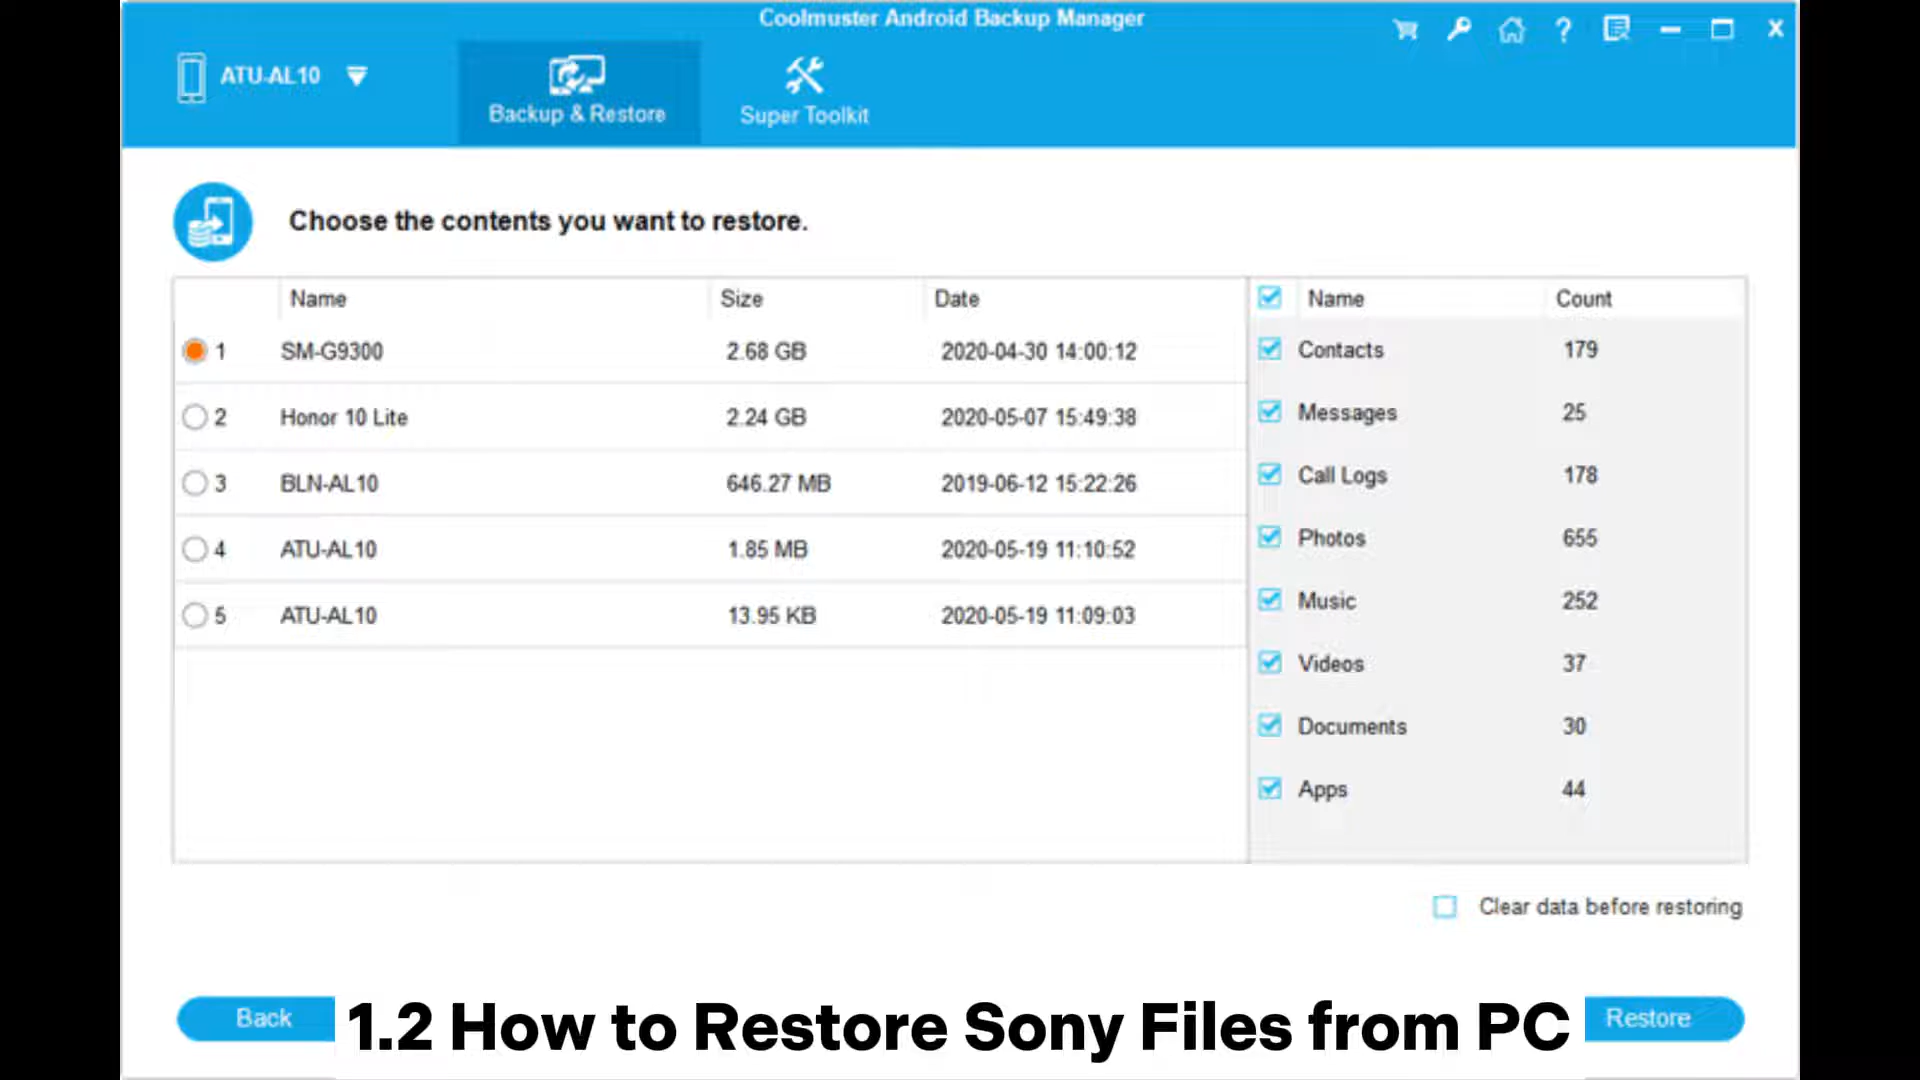 Coolmuster Android Backup Manager
ATU-AL10
Backup & Restore
Super Toolkit
Choose the contents you want to restore.
Name Size Date
1 SM-G9300 2.68 GB 2020-04-30 14:00:12
2 Honor 10 Lite 2.24 GB 2020-05-07 15:49:38
3 BLN-AL10 646.27 MB 2019-06-12 15:22:26
4 ATU-AL10 1.85 MB 2020-05-19 11:10:52
5 ATU-AL10 13.95 KB 2020-05-19 11:09:03
Name Count
Contacts 179
Messages 25
Call Logs 178
Photos 655
Music 252
Videos 37
Documents 30
Apps 44
Clear data before restoring
Back
1.2 How to Restore Sony Files from PC
Restore